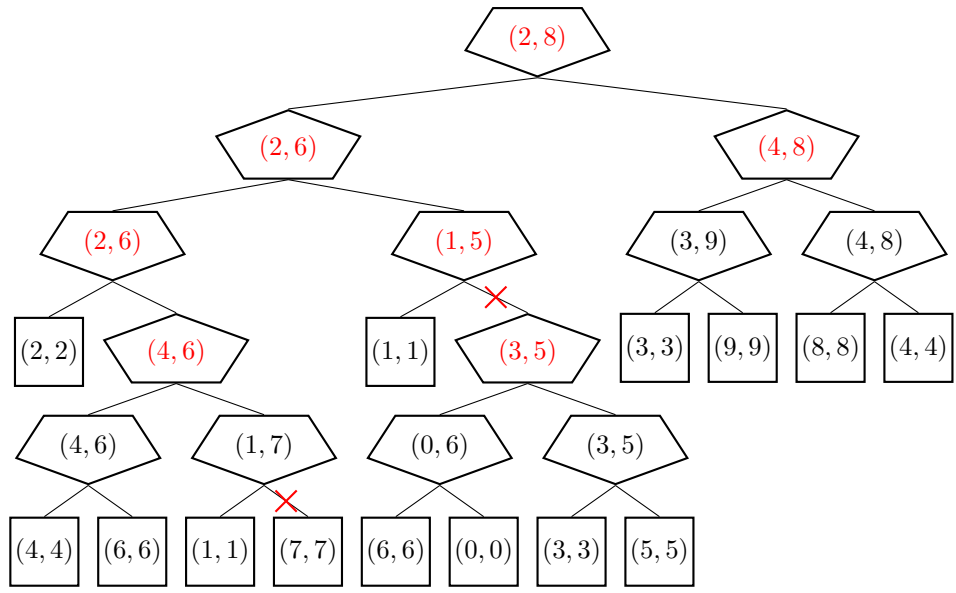 (2, 8)
(2, 6) (4, 8)
(2, 6) (1, 5) (3, 9) (4, 8)
(2, 2) (4, 6) (1, 1) (3, 5) (3, 3) (9, 9) (8, 8) (4, 4)
(4, 6) (1, 7) (0, 6) (3, 5)
(4, 4) (6, 6) (1, 1) (7, 7) (6, 6) (0, 0) (3, 3) (5, 5)